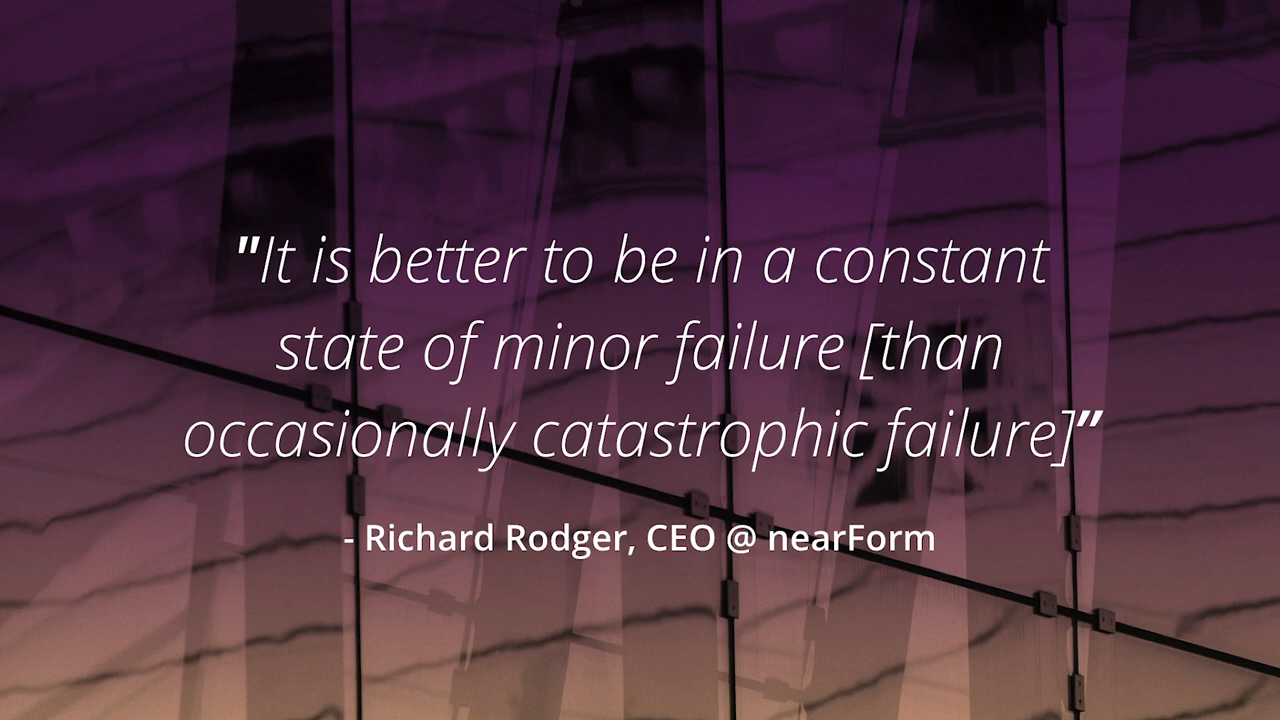 "It is better to be in a constant
state of minor failure [than
occasionally catastrophic failure]”
- Richard Rodger, CEO @ nearForm